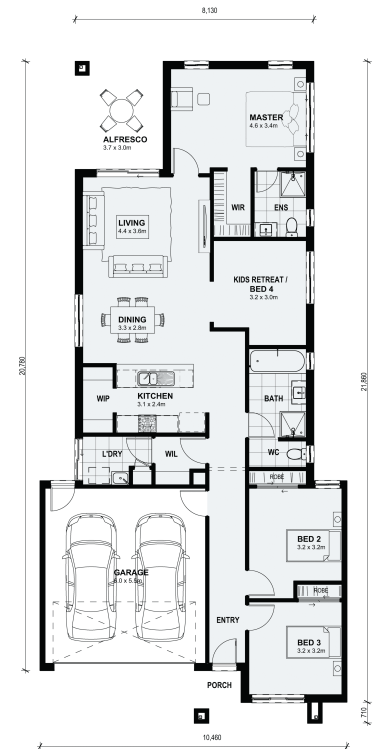 8,130
MASTER
4.6 x 3.4m
ALFRESCO
3.7 x 3.0m
WIR
ENS
LIVING
4.4 x 3.6m
KIDS RETREAT /
BED 4
3.2 x 3.0m
DINING
3.3 x 2.8m
20,780
21,860
WIP
KITCHEN
3.1 x 2.4m
BATH
L'DRY
WIL
WC
ROBE
BED 2
3.2 x 3.2m
GARAGE
6.0 x 5.5m
ROBE
ENTRY
BED 3
3.2 x 3.2m
PORCH
710
10,460